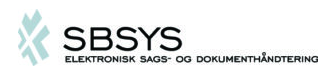 SBSYS
ELEKTRONISK SAGS- OG DOKUMENTHÅNDTERING